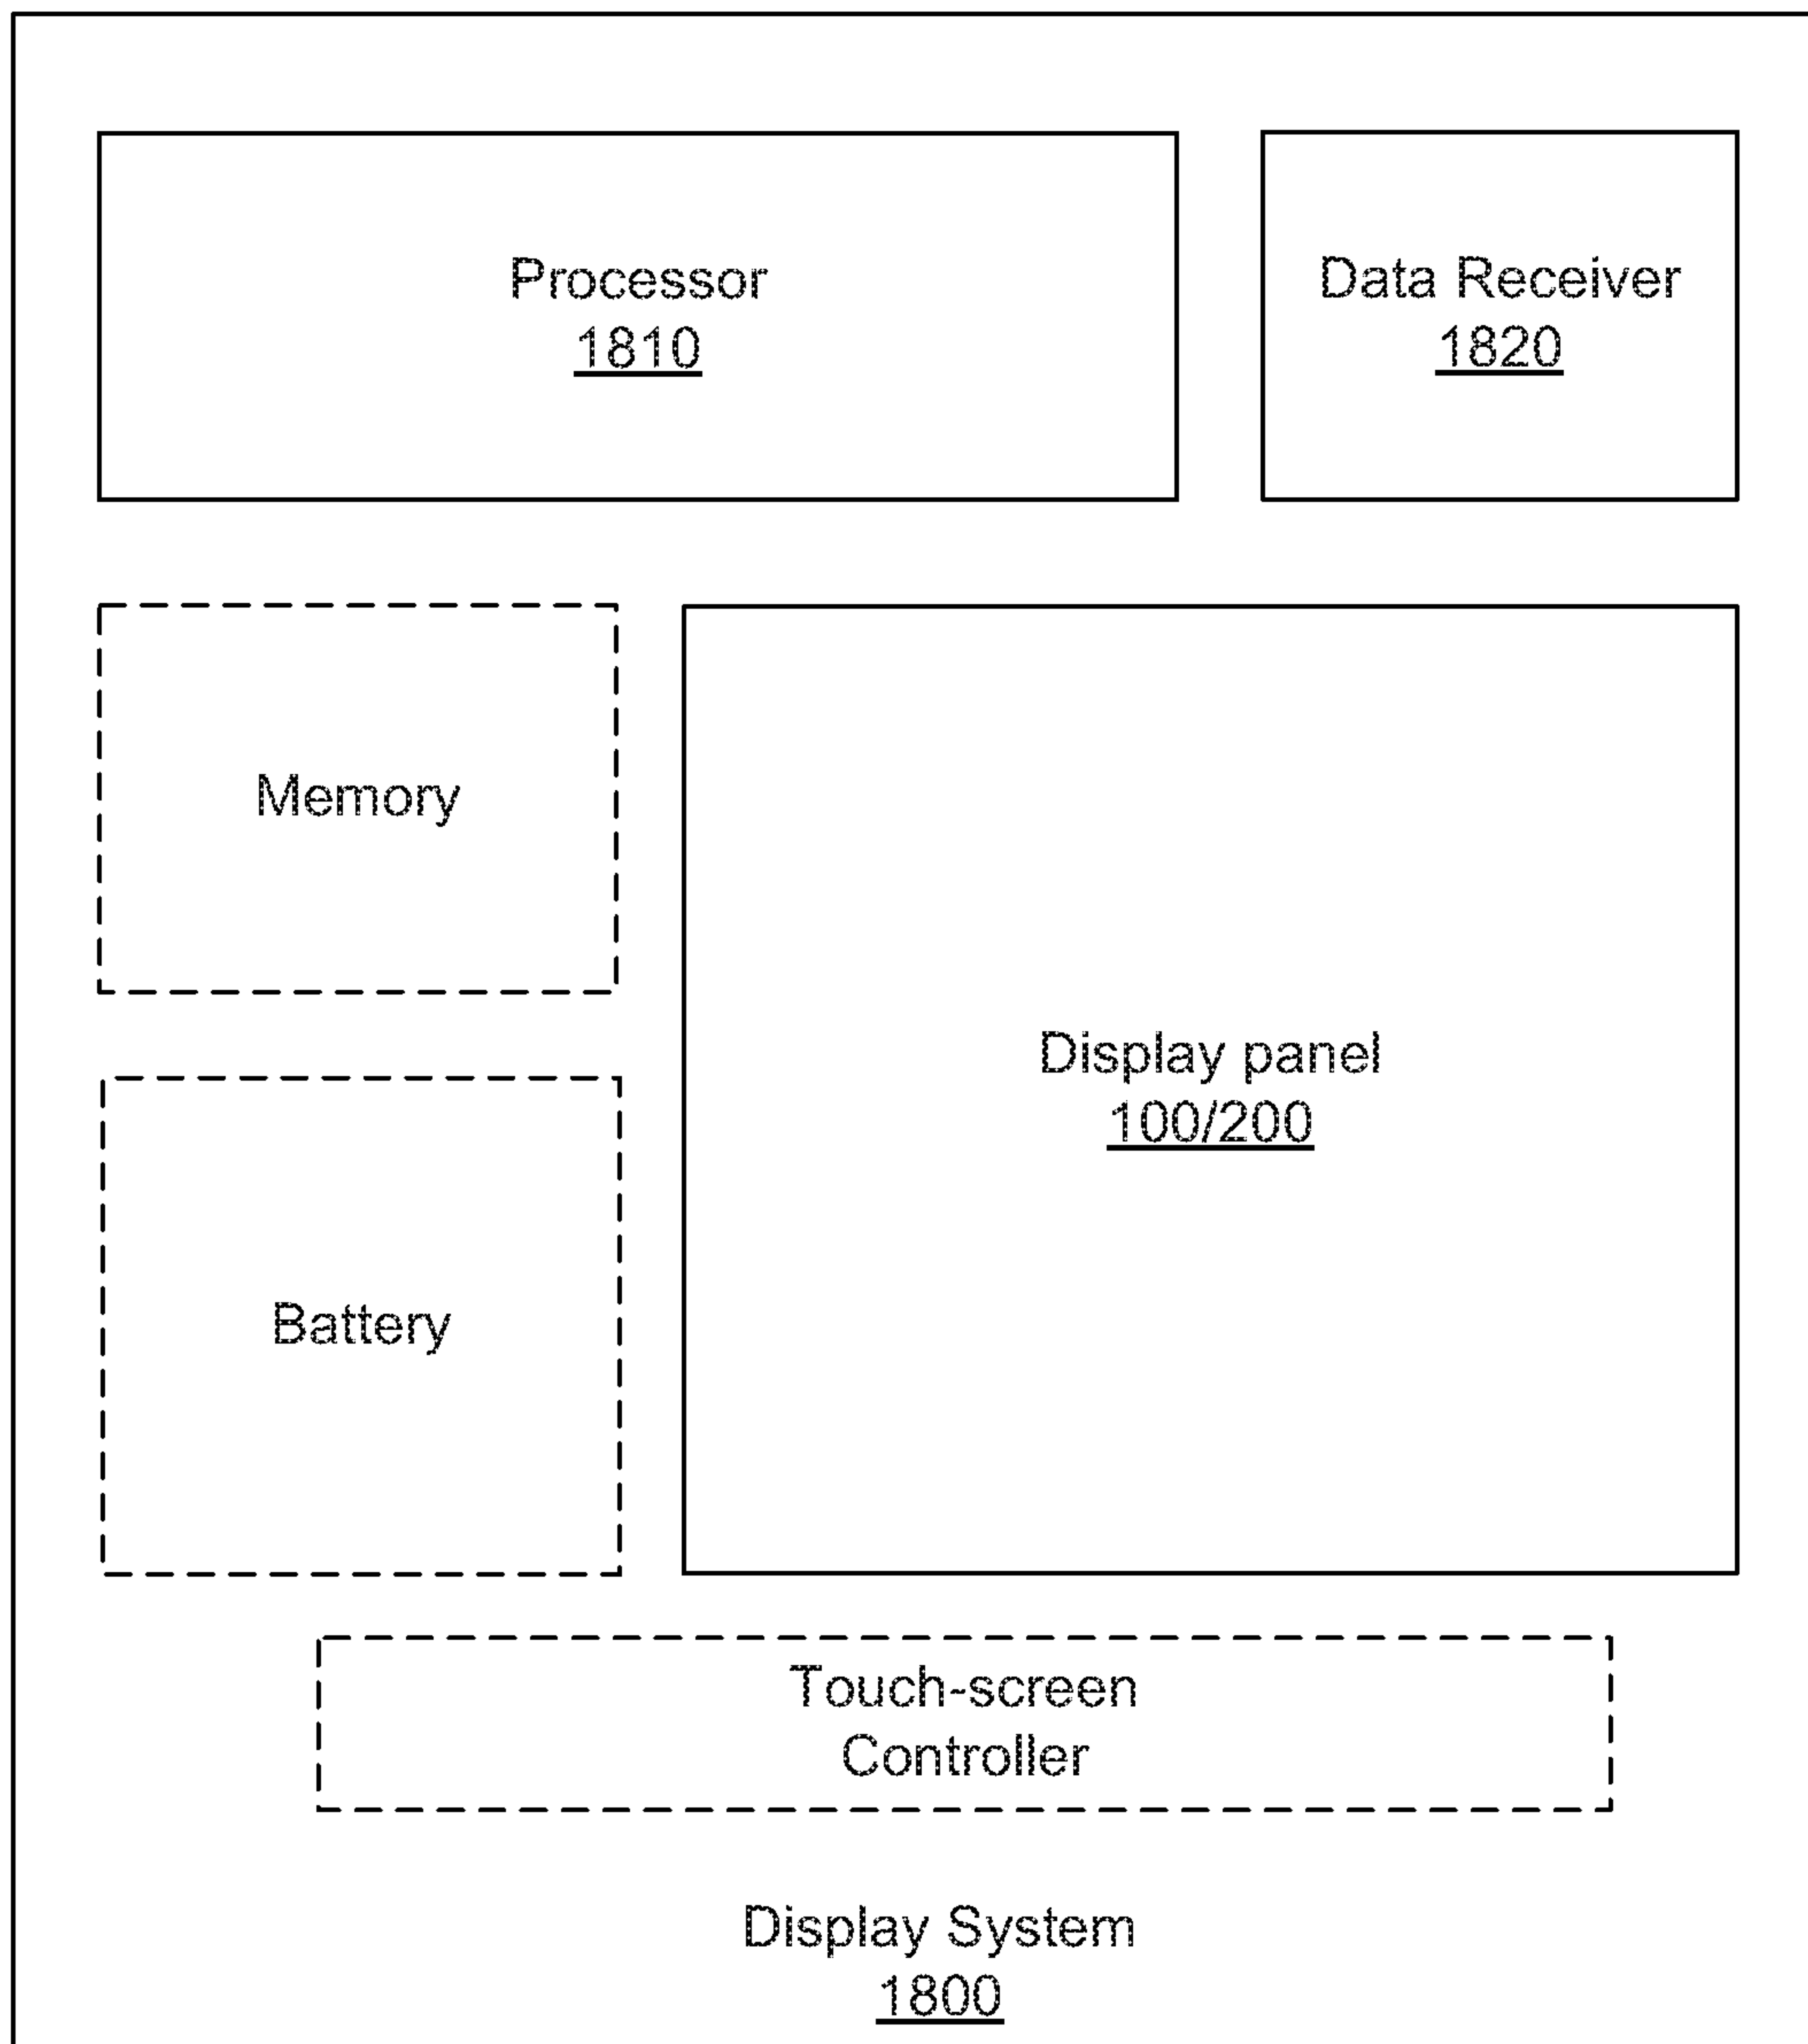 Processor
1810
Data Receiver
1820
Memory
Display panel
100/200
Battery
Touch-screen
Controller
Display System
1800